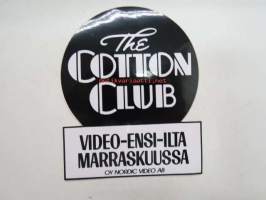 The
COTTON
CLUB
VIDEO-ENSI-ILTA
MARRASKUUSSA
OY NORDIC VIDEO AB